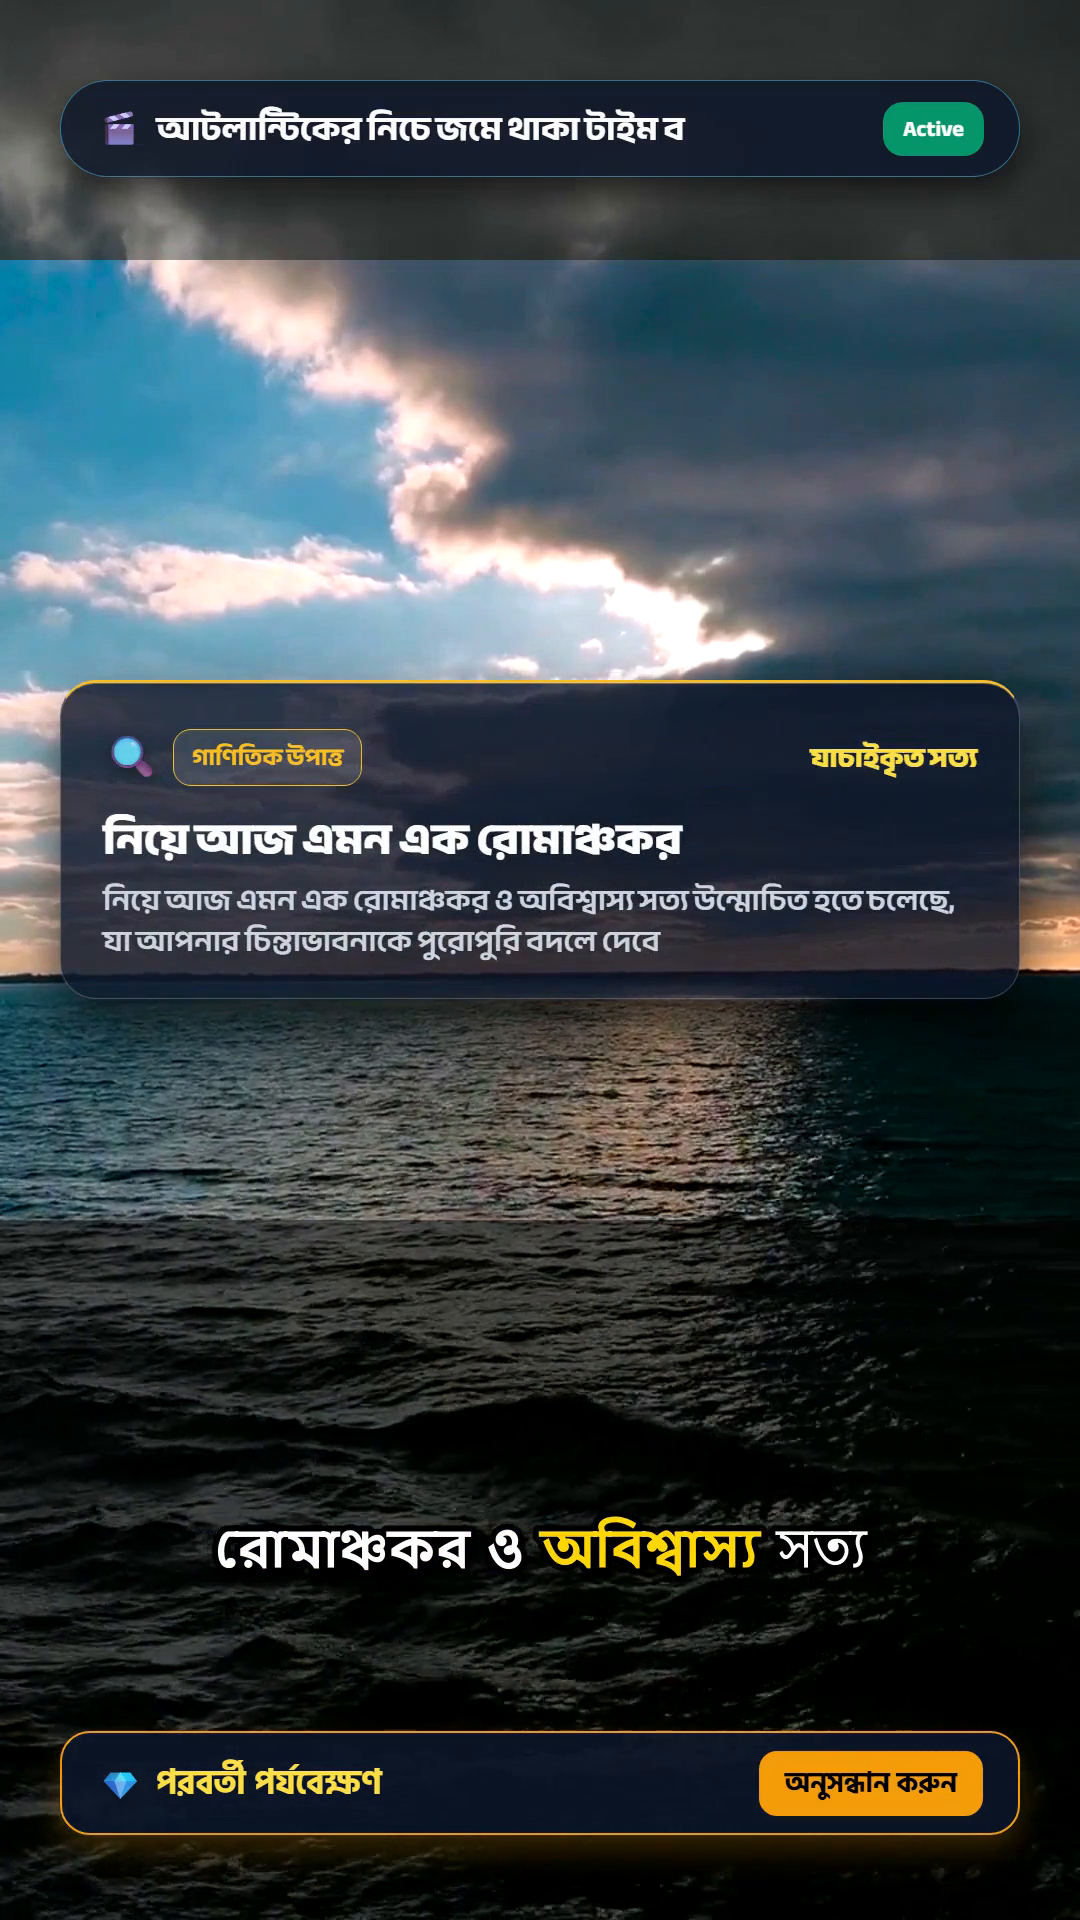 আটলান্টিকের নিচে জমে থাকা টাইম ব
Active
গাণিতিক উপাত্ত
যাচাইকৃত সত্য
নিয়ে আজ এমন এক রোমাঞ্চকর
নিয়ে আজ এমন এক রোমাঞ্চকর ও অবিশ্বাস্য সত্য উন্মোচিত হতে চলেছে,
যা আপনার চিন্তাভাবনাকে পুরোপুরি বদলে দেবে
রোমাঞ্চকর ও অবিশ্বাস্য সত্য
পরবর্তী পর্যবেক্ষণ
অনুসন্ধান করুন